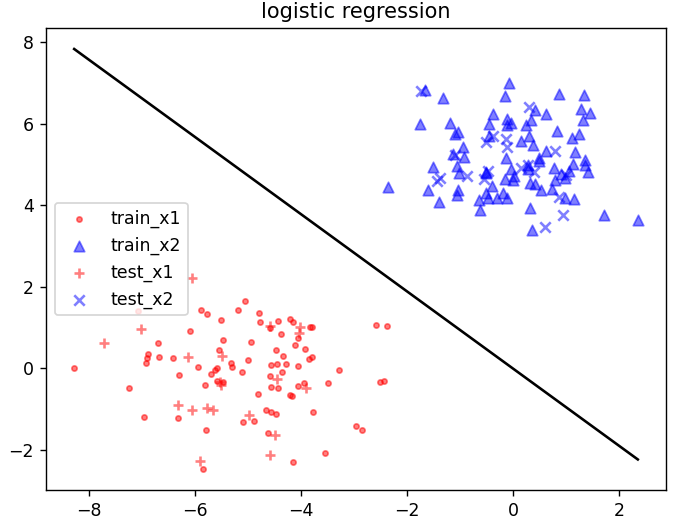 logistic regression
8
6
4
2
0
−2
train_x1
train_x2
test_x1
test_x2
−8 −6 −4 −2 0 2